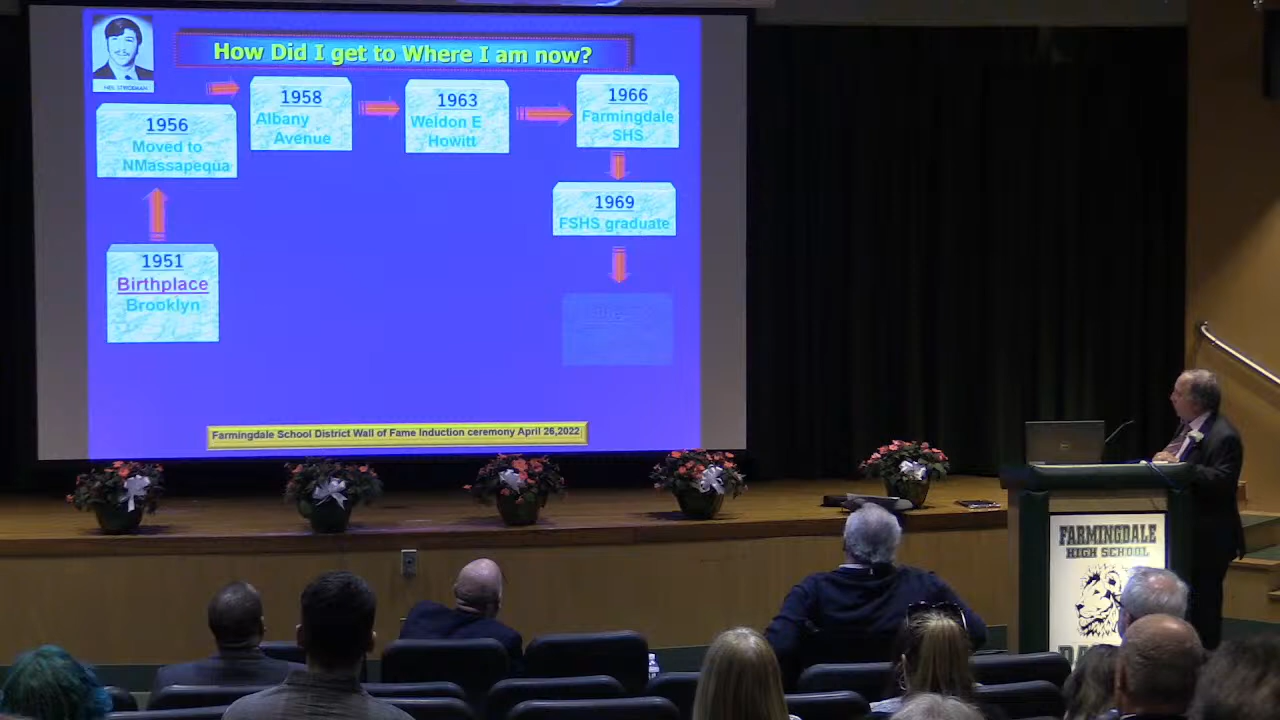 How Did I get to Where I am now?
NEIL STRODMAN
1956
Moved to
NMassapequa
1958
Albany
Avenue
1963
Weldon E
Howitt
1966
Farmingdale
SHS
1969
FSHS graduate
1951
Birthplace
Brooklyn
Farmingdale School District Wall of Fame Induction ceremony April 26,2022
FARMINGDALE
HIGH SCHOOL